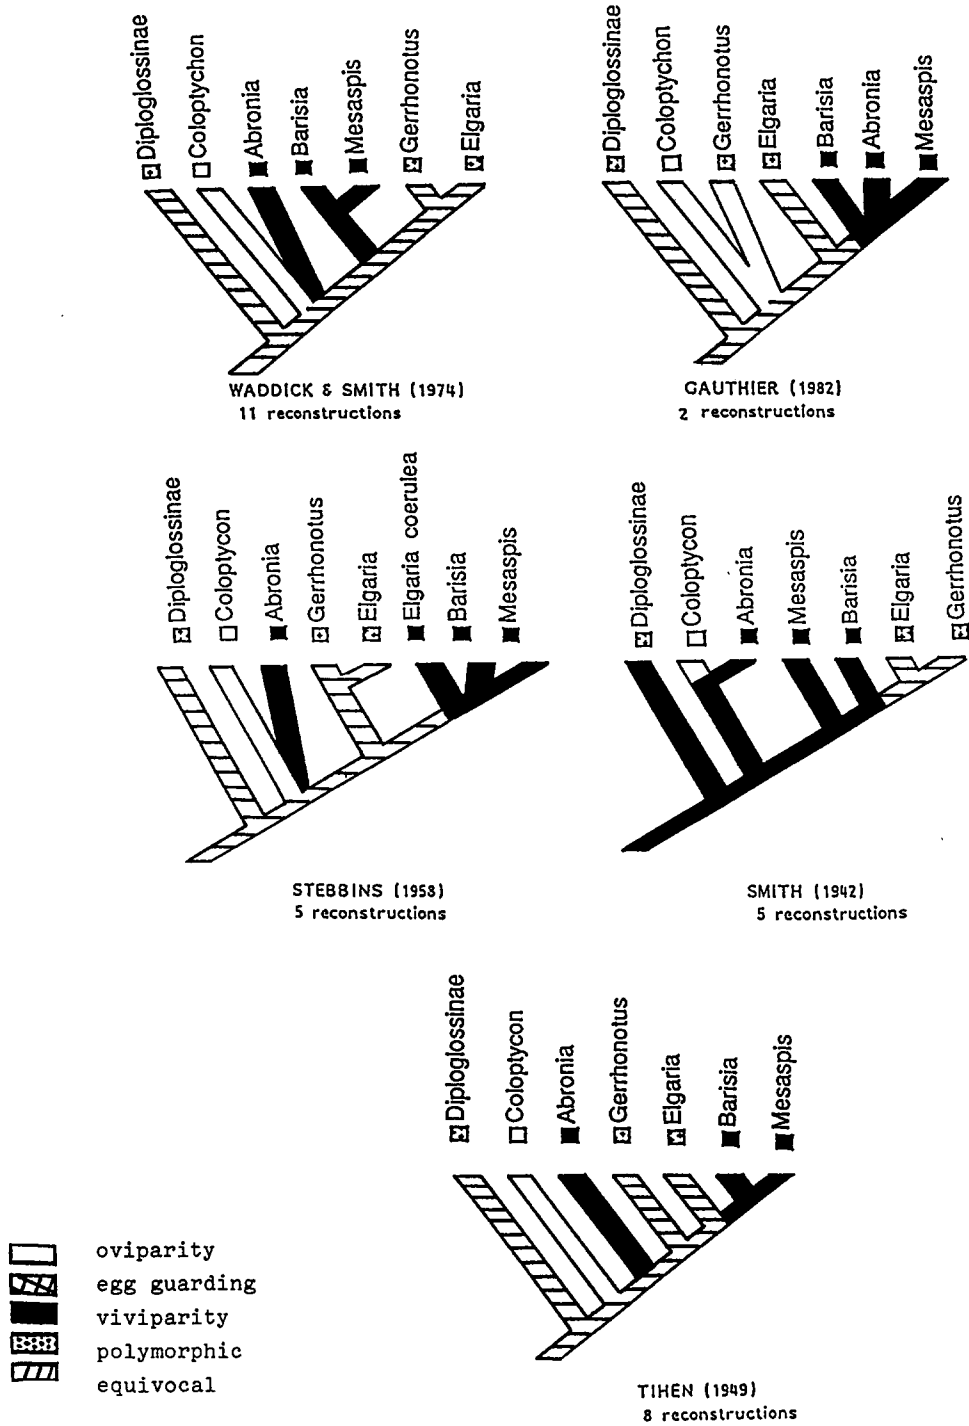 Diploglossinae
Coloptychon
Abronia
Barisia
Mesaspis
Gerrhonotus
Elgaria
WADDICK & SMITH (1974)
11 reconstructions
Diploglossinae
Coloptychon
Gerrhonotus
Elgaria
Barisia
Abronia
Mesaspis
GAUTHIER (1982)
2 reconstructions
Diploglossinae
Coloptycon
Abronia
Gerrhonotus
Elgaria
Elgaria coerulea
Barisia
Mesaspis
STEBBINS (1958)
5 reconstructions
Diploglossinae
Coloptycon
Abronia
Mesaspis
Barisia
Elgaria
Gerrhonotus
SMITH (1942)
5 reconstructions
Diploglossinae
Coloptycon
Abronia
Gerrhonotus
Elgaria
Barisia
Mesaspis
TIHEN (1949)
8 reconstructions
oviparity
egg guarding
viviparity
polymorphic
equivocal